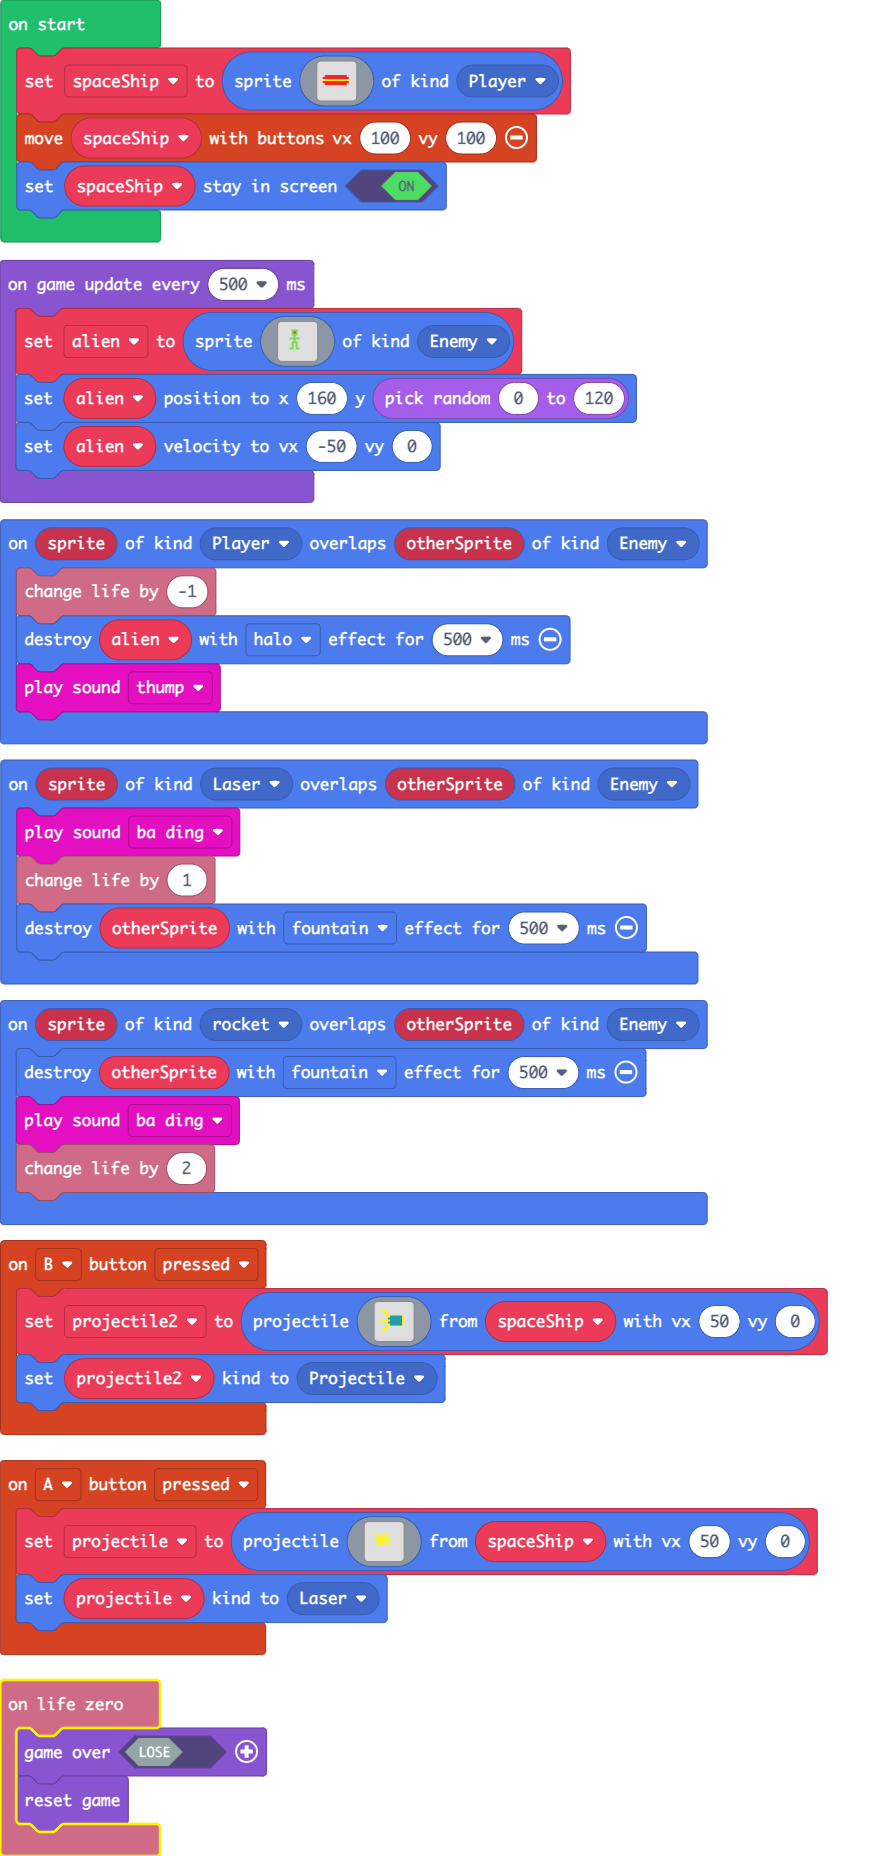 on start
set spaceShip to sprite of kind Player
move spaceShip with buttons vx 100 vy 100
set spaceShip stay in screen ON
on game update every 500 ms
set alien to sprite of kind Enemy
set alien position to x 160 y pick random 0 to 120
set alien velocity to vx -50 vy 0
on sprite of kind Player overlaps otherSprite of kind Enemy
change life by -1
destroy alien with halo effect for 500 ms
play sound thump
on sprite of kind Laser overlaps otherSprite of kind Enemy
play sound ba ding
change life by 1
destroy otherSprite with fountain effect for 500 ms
on sprite of kind rocket overlaps otherSprite of kind Enemy
destroy otherSprite with fountain effect for 500 ms
play sound ba ding
change life by 2
on B button pressed
set projectile2 to projectile from spaceShip with vx 50 vy 0
set projectile2 kind to Projectile
on A button pressed
set projectile to projectile from spaceShip with vx 50 vy 0
set projectile kind to Laser
on life zero
game over LOSE
reset game